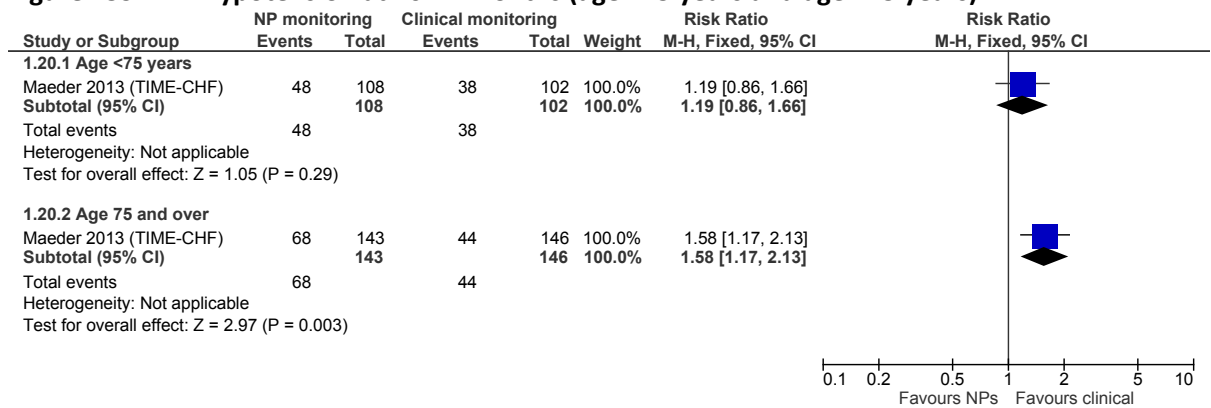 NP monitoring Clinical monitoring Risk Ratio Risk Ratio
Study or Subgroup Events Total Events Total Weight M-H, Fixed, 95% CI M-H, Fixed, 95% CI
1.20.1 Age <75 years
Maeder 2013 (TIME-CHF) 48 108 38 102 100.0% 1.19 [0.86, 1.66]
Subtotal (95% CI) 108 102 100.0% 1.19 [0.86, 1.66]
Total events 48 38
Heterogeneity: Not applicable
Test for overall effect: Z = 1.05 (P = 0.29)
1.20.2 Age 75 and over
Maeder 2013 (TIME-CHF) 68 143 44 146 100.0% 1.58 [1.17, 2.13]
Subtotal (95% CI) 143 146 100.0% 1.58 [1.17, 2.13]
Total events 68 44
Heterogeneity: Not applicable
Test for overall effect: Z = 2.97 (P = 0.003)
0.1 0.2 0.5 1 2 5 10
Favours NPs Favours clinical